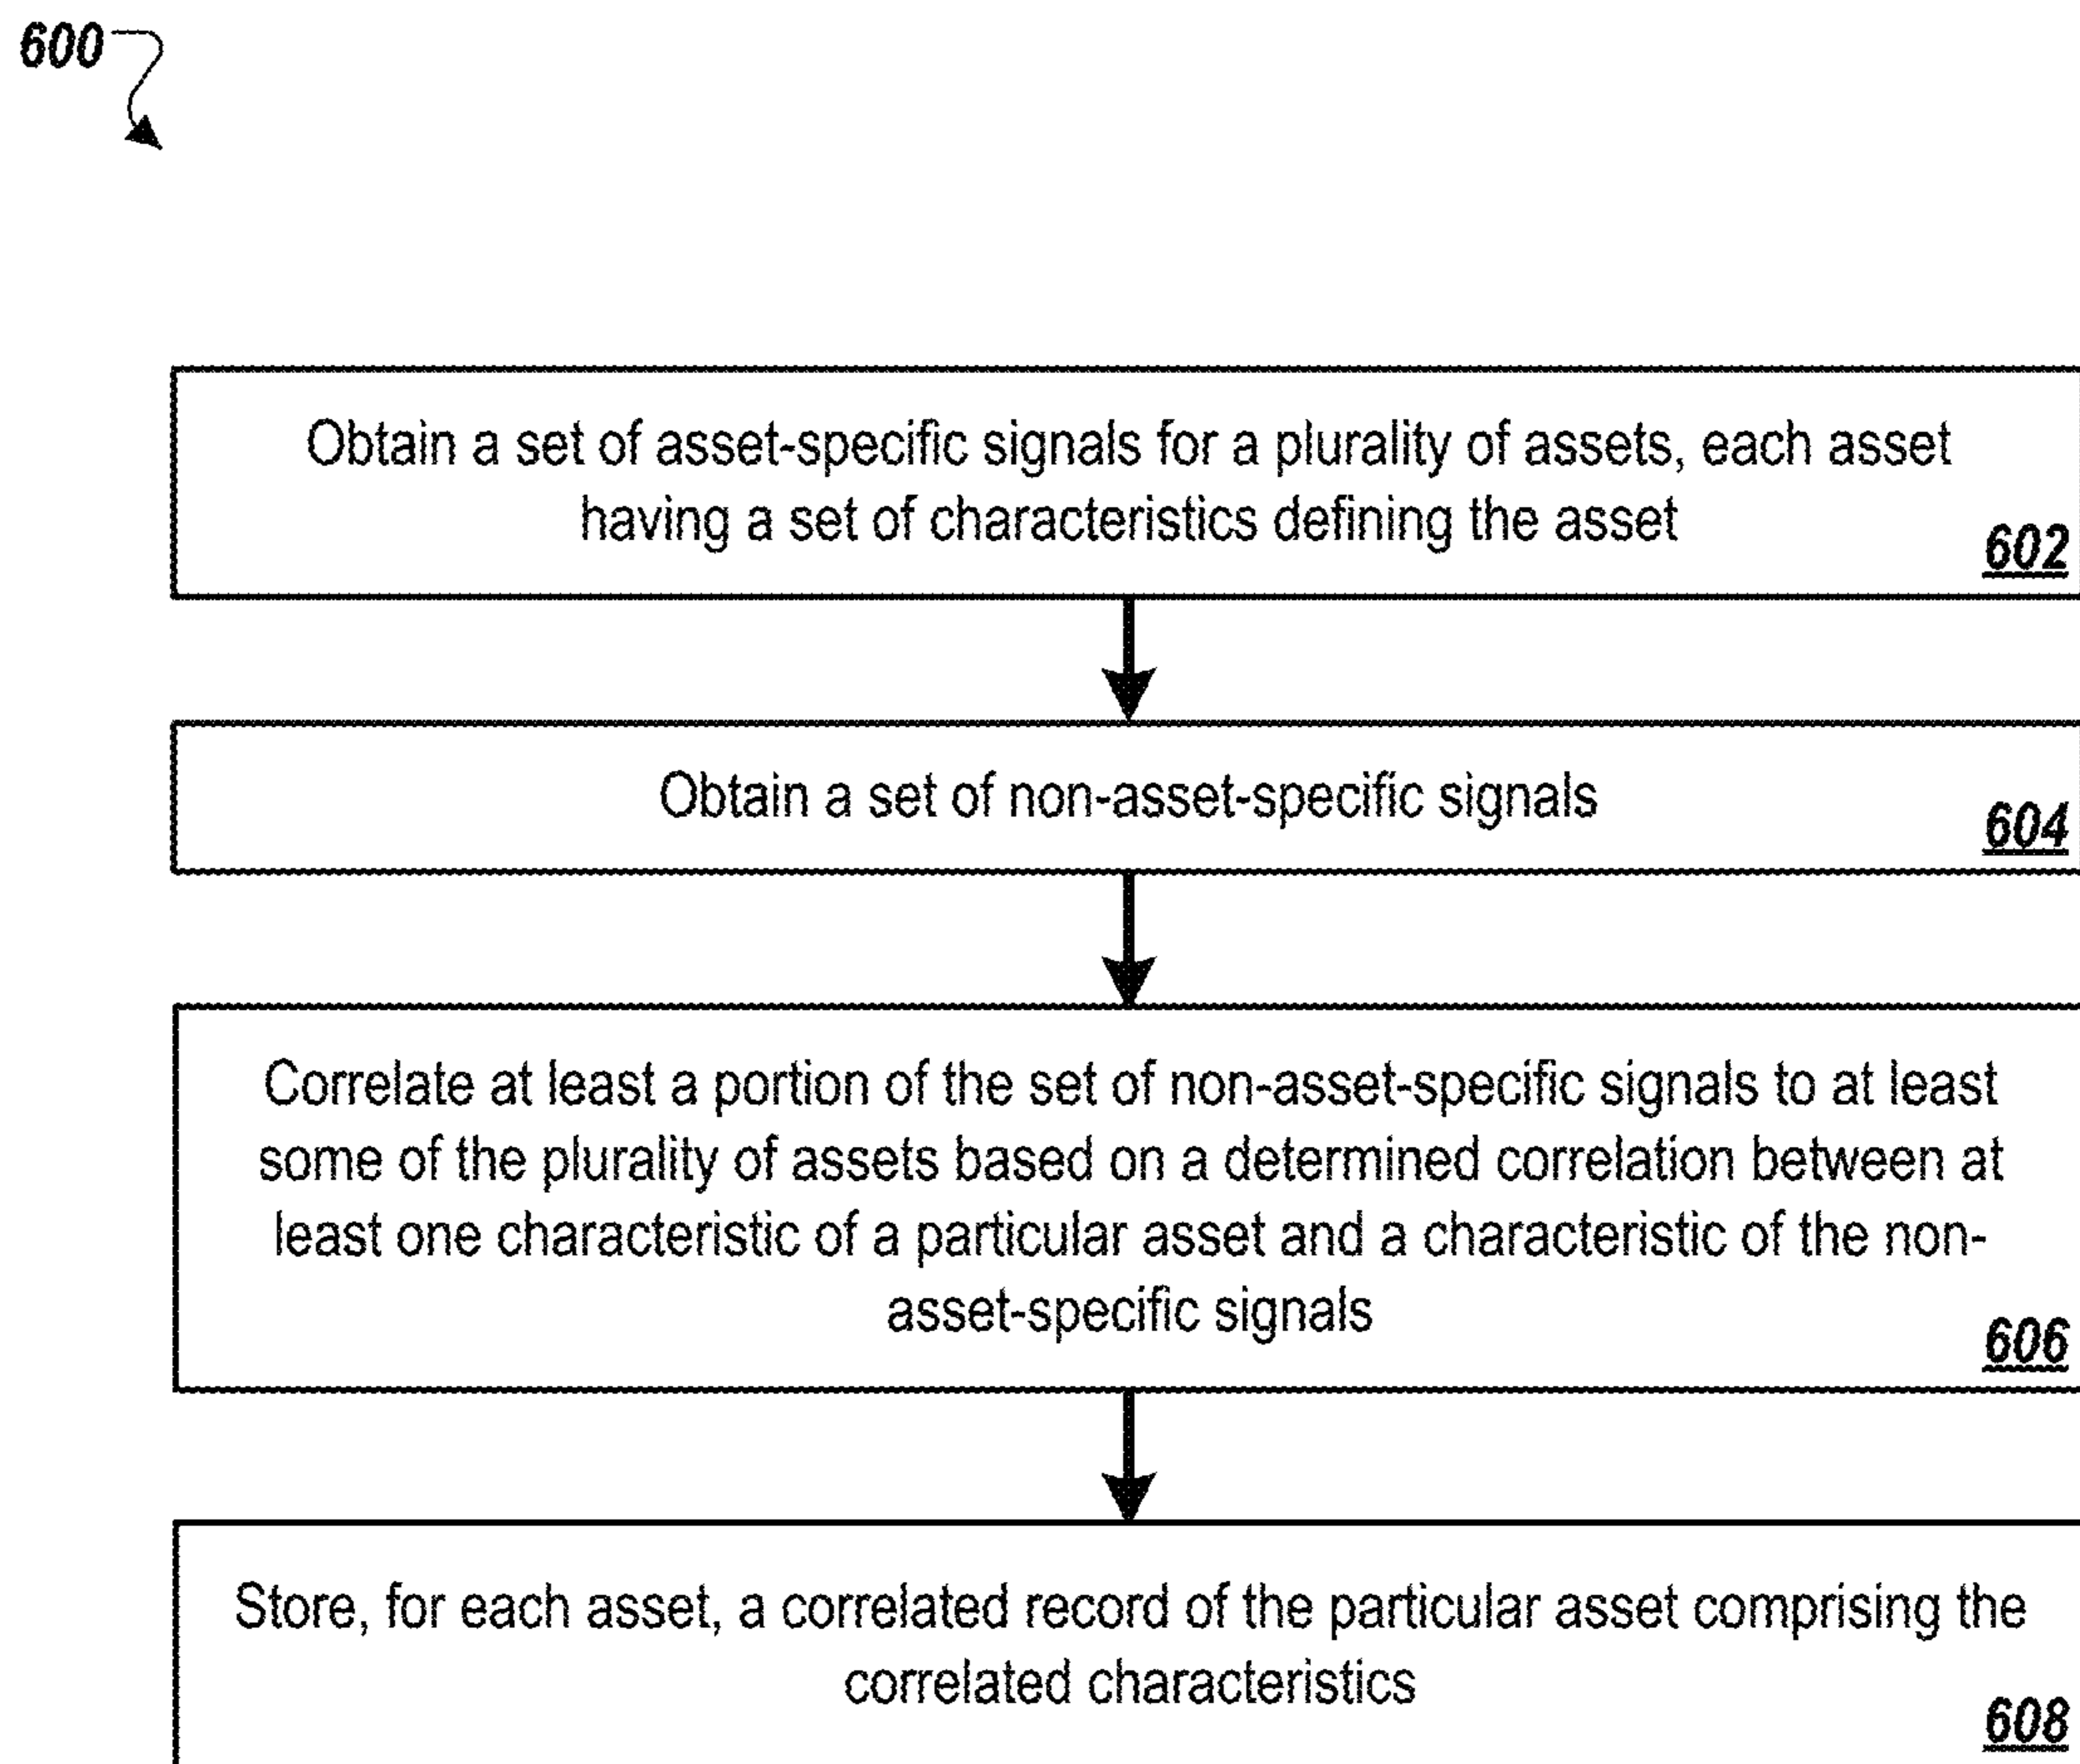 600
Obtain a set of asset-specific signals for a plurality of assets, each asset
having a set of characteristics defining the asset
602
Obtain a set of non-asset-specific signals
604
Correlate at least a portion of the set of non-asset-specific signals to at least
some of the plurality of assets based on a determined correlation between at
least one characteristic of a particular asset and a characteristic of the non-
asset-specific signals
606
Store, for each asset, a correlated record of the particular asset comprising the
correlated characteristics
608